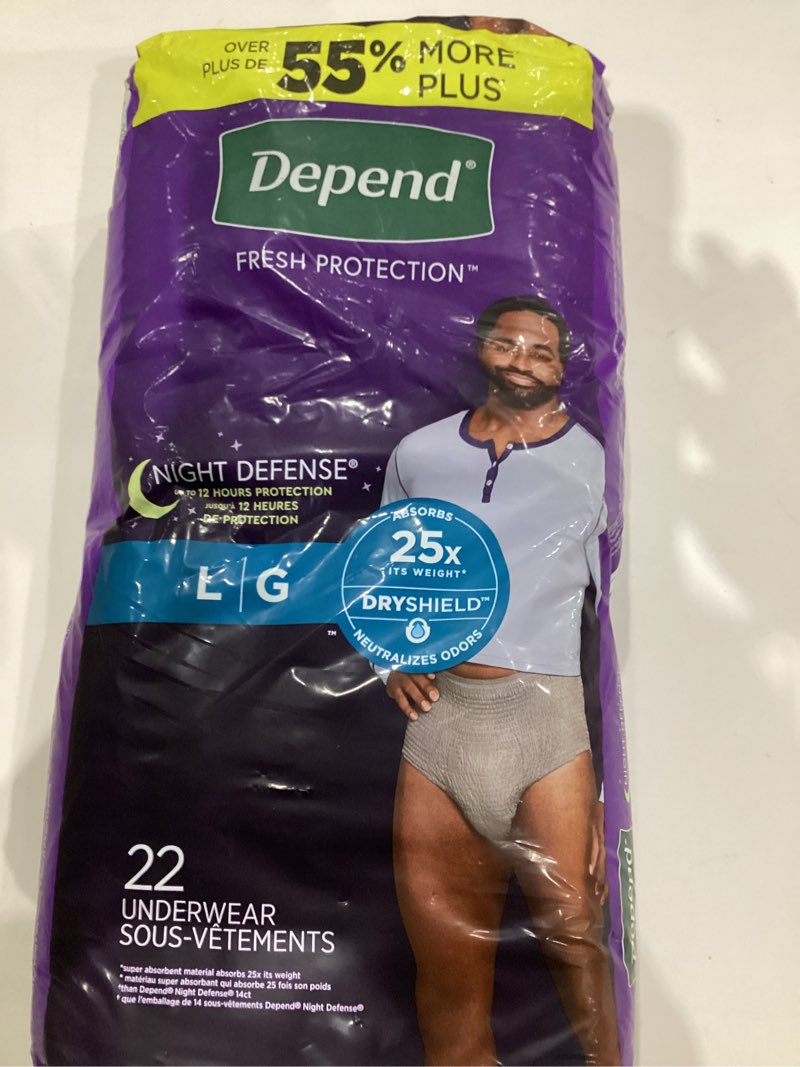 OVER
PLUS DE
55% MORE
PLUS
Depend®
FRESH PROTECTION™
NIGHT DEFENSE®
UP TO 12 HOURS PROTECTION
JUSQU'À 12 HEURES
DE PROTECTION
L | G
ABSORBS
25x
ITS WEIGHT*
DRYSHIELD™
NEUTRALIZES ODORS
TM
22
UNDERWEAR
SOUS-VÊTEMENTS
*super absorbent material absorbs 25x its weight
* matériau super absorbant qui absorbe 25 fois son poids
†than Depend® Night Defense® 14ct
† que l'emballage de 14 sous-vêtements Depend® Night Defense®
Depend